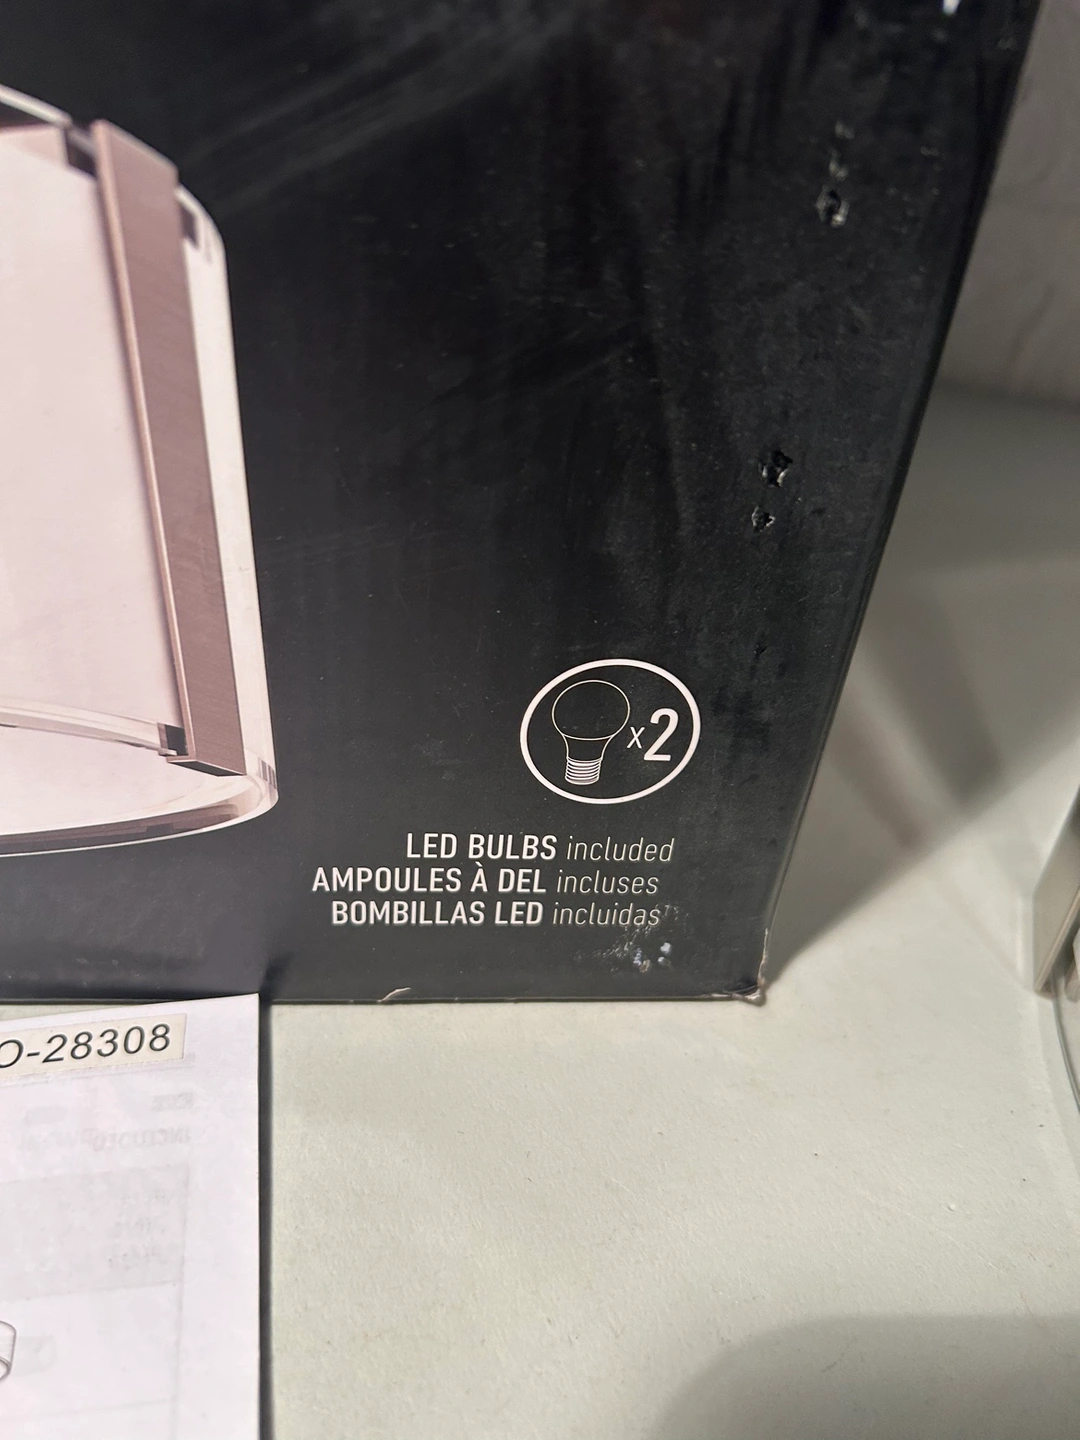 x2
LED BULBS included
AMPOULES À DEL incluses
BOMBILLAS LED incluidas
O-28308